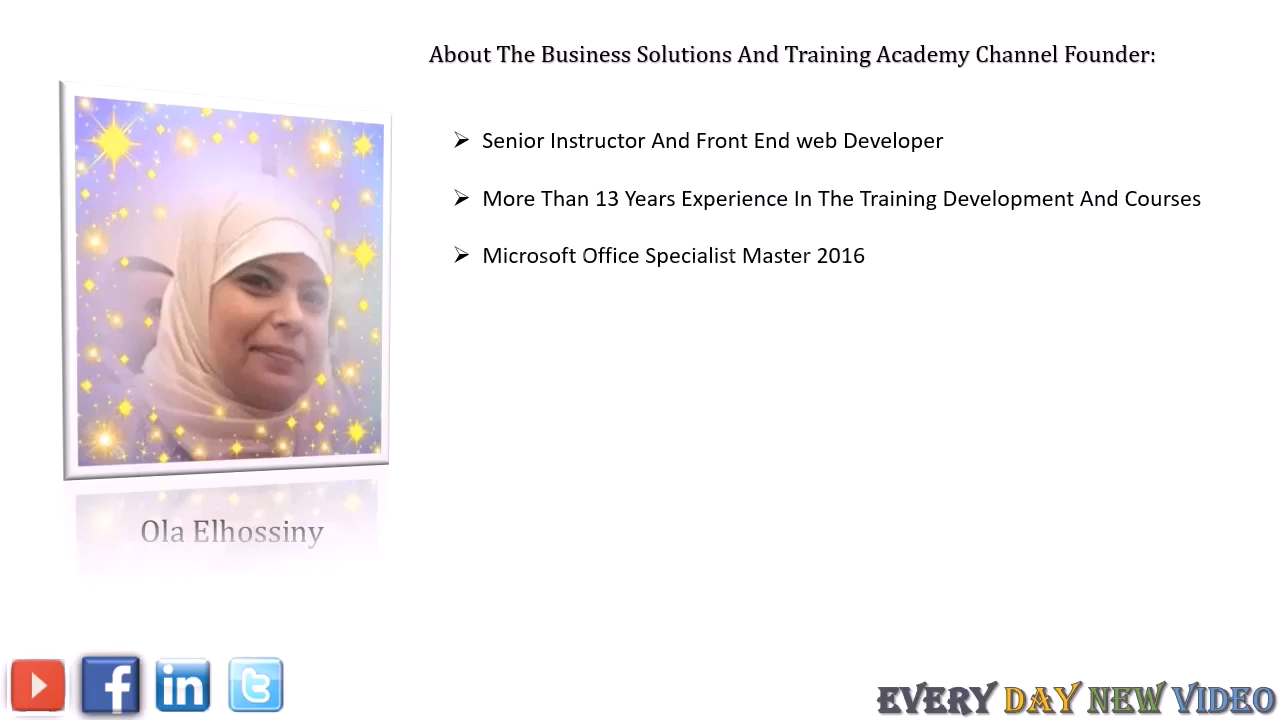 About The Business Solutions And Training Academy Channel Founder:
Senior Instructor And Front End web Developer
More Than 13 Years Experience In The Training Development And Courses
Microsoft Office Specialist Master 2016
Ola Elhossiny
EVERY DAY NEW VIDEO